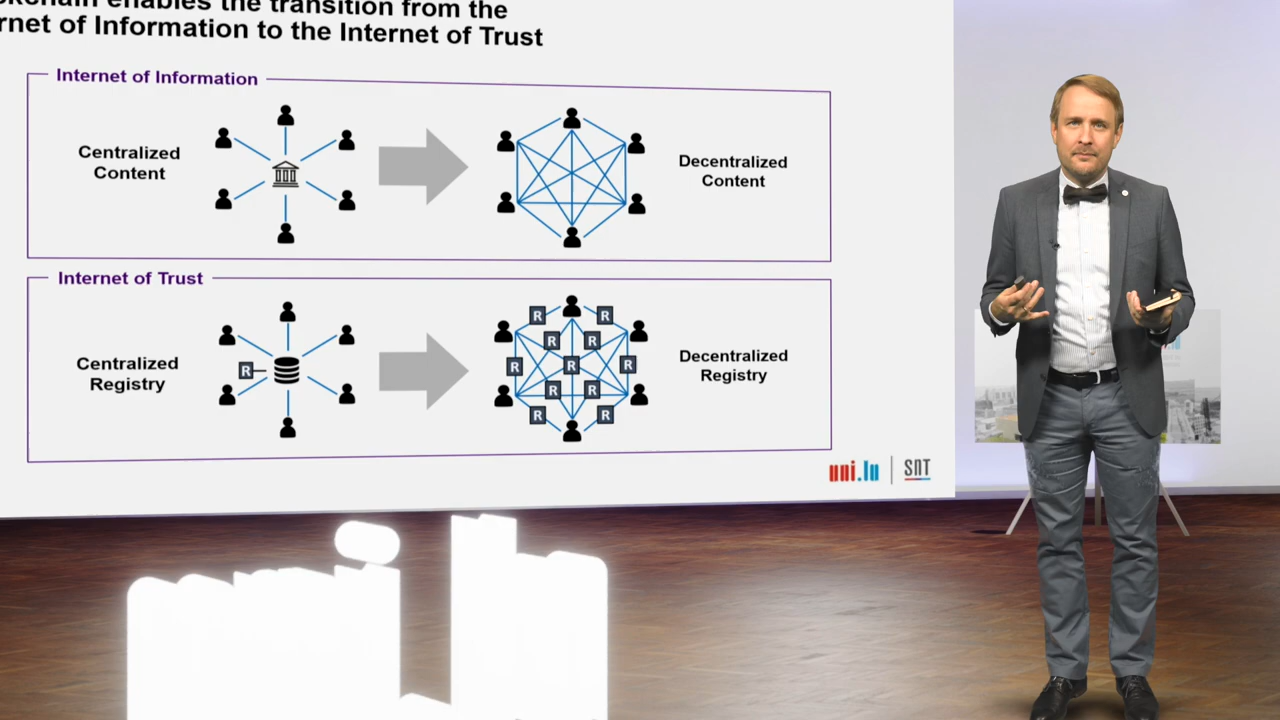 enables the transition from the
of Information to the Internet of Trust
Internet of Information
Centralized
Content
Decentralized
Content
Internet of Trust
Centralized
Registry
R
R
R
R
R
R
R
R
R
R
R
R
Decentralized
Registry
uni.lu
SNT